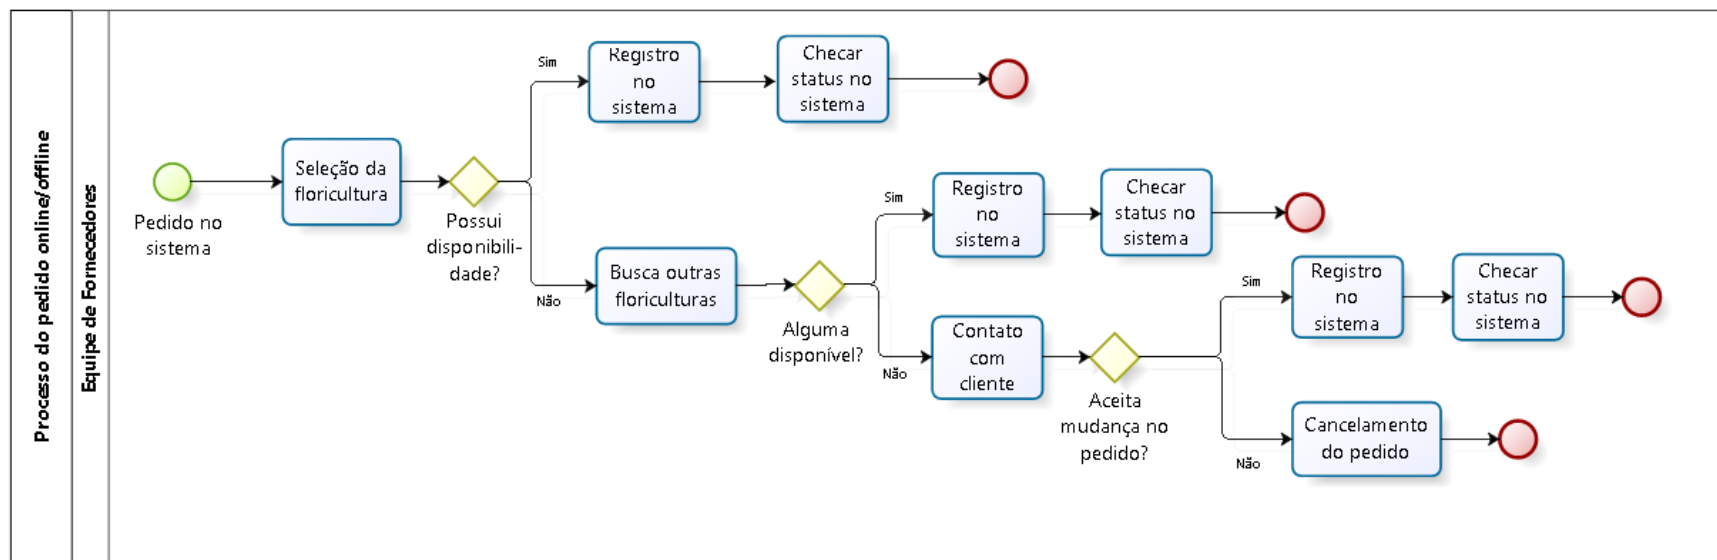 Processo do pedido online/offline
Equipe de Fornecedores
Pedido no
sistema
Seleção da
floricultura
Possui
disponibili-
dade?
Sim
Registro
no
sistema
Checar
status no
sistema
Não
Busca outras
floriculturas
Alguma
disponível?
Sim
Registro
no
sistema
Checar
status no
sistema
Não
Contato
com
cliente
Aceita
mudança no
pedido?
Sim
Registro
no
sistema
Checar
status no
sistema
Não
Cancelamento
do pedido